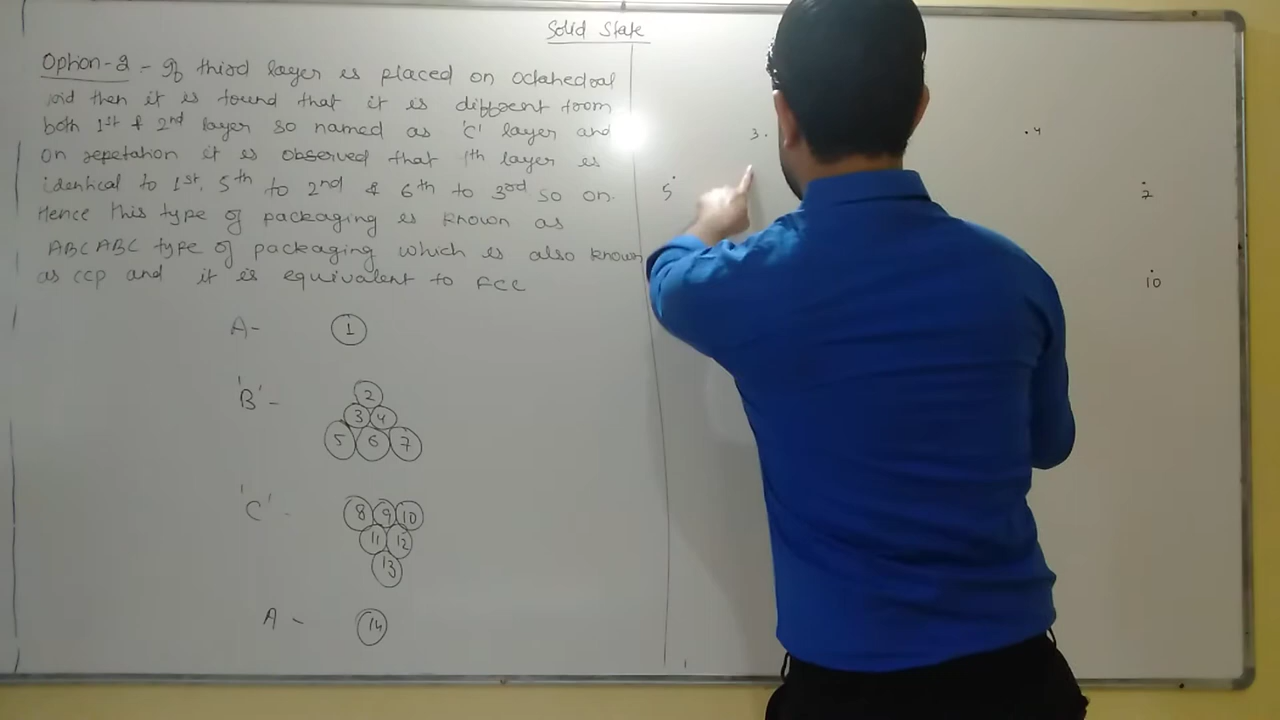 Solid State
Option-2 - If third layer is placed on Octahedral
void then it is found that it is different from
both 1st & 2nd layer so named as 'C' layer and
On repetation it is observed that 4th layer is
identical to 1st, 5th to 2nd & 6th to 3rd so on.
Hence this type of packaging is known as
ABCABC type of packaging which is also known
as ccp and it is equivalent to FCC
A- 1
'B'- 2
3 4
5 6 7
'C' - 8 9 10
11 12
13
A - 14
3. .4
5 2
10